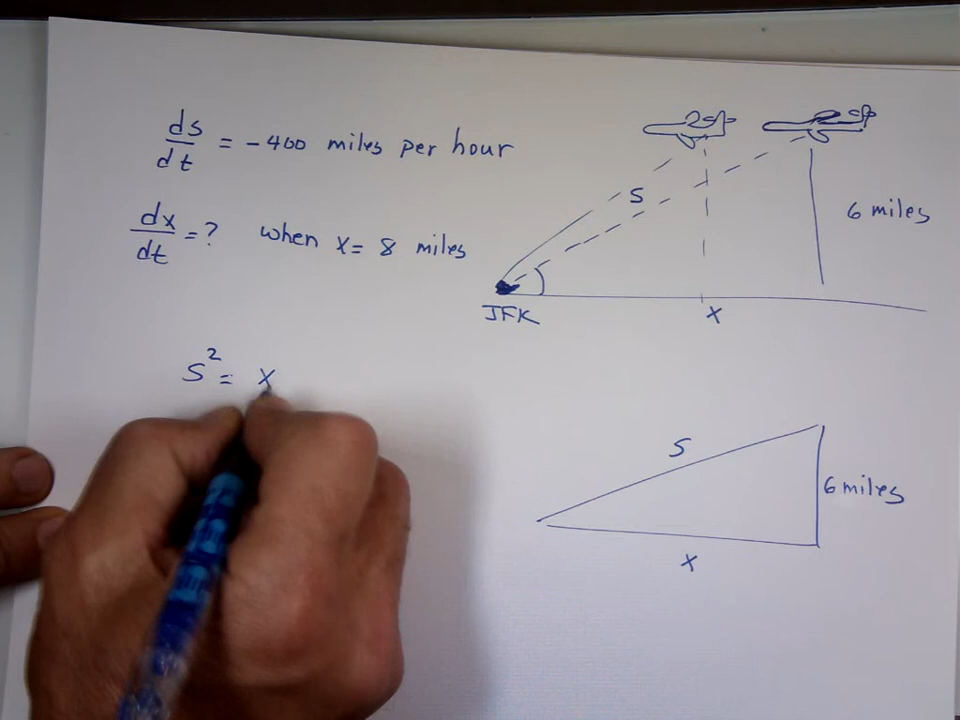 ds/dt = -400 miles per hour
dx/dt = ? when x = 8 miles
S
6 miles
JFK
x
S² = x
S
6 miles
x